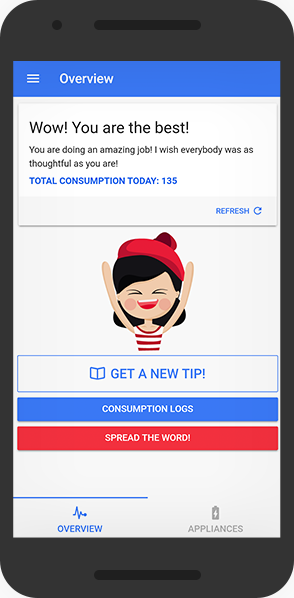 Overview
Wow! You are the best!
You are doing an amazing job! I wish everybody was as
thoughtful as you are!
TOTAL CONSUMPTION TODAY: 135
REFRESH
GET A NEW TIP!
CONSUMPTION LOGS
SPREAD THE WORD!
OVERVIEW
APPLIANCES